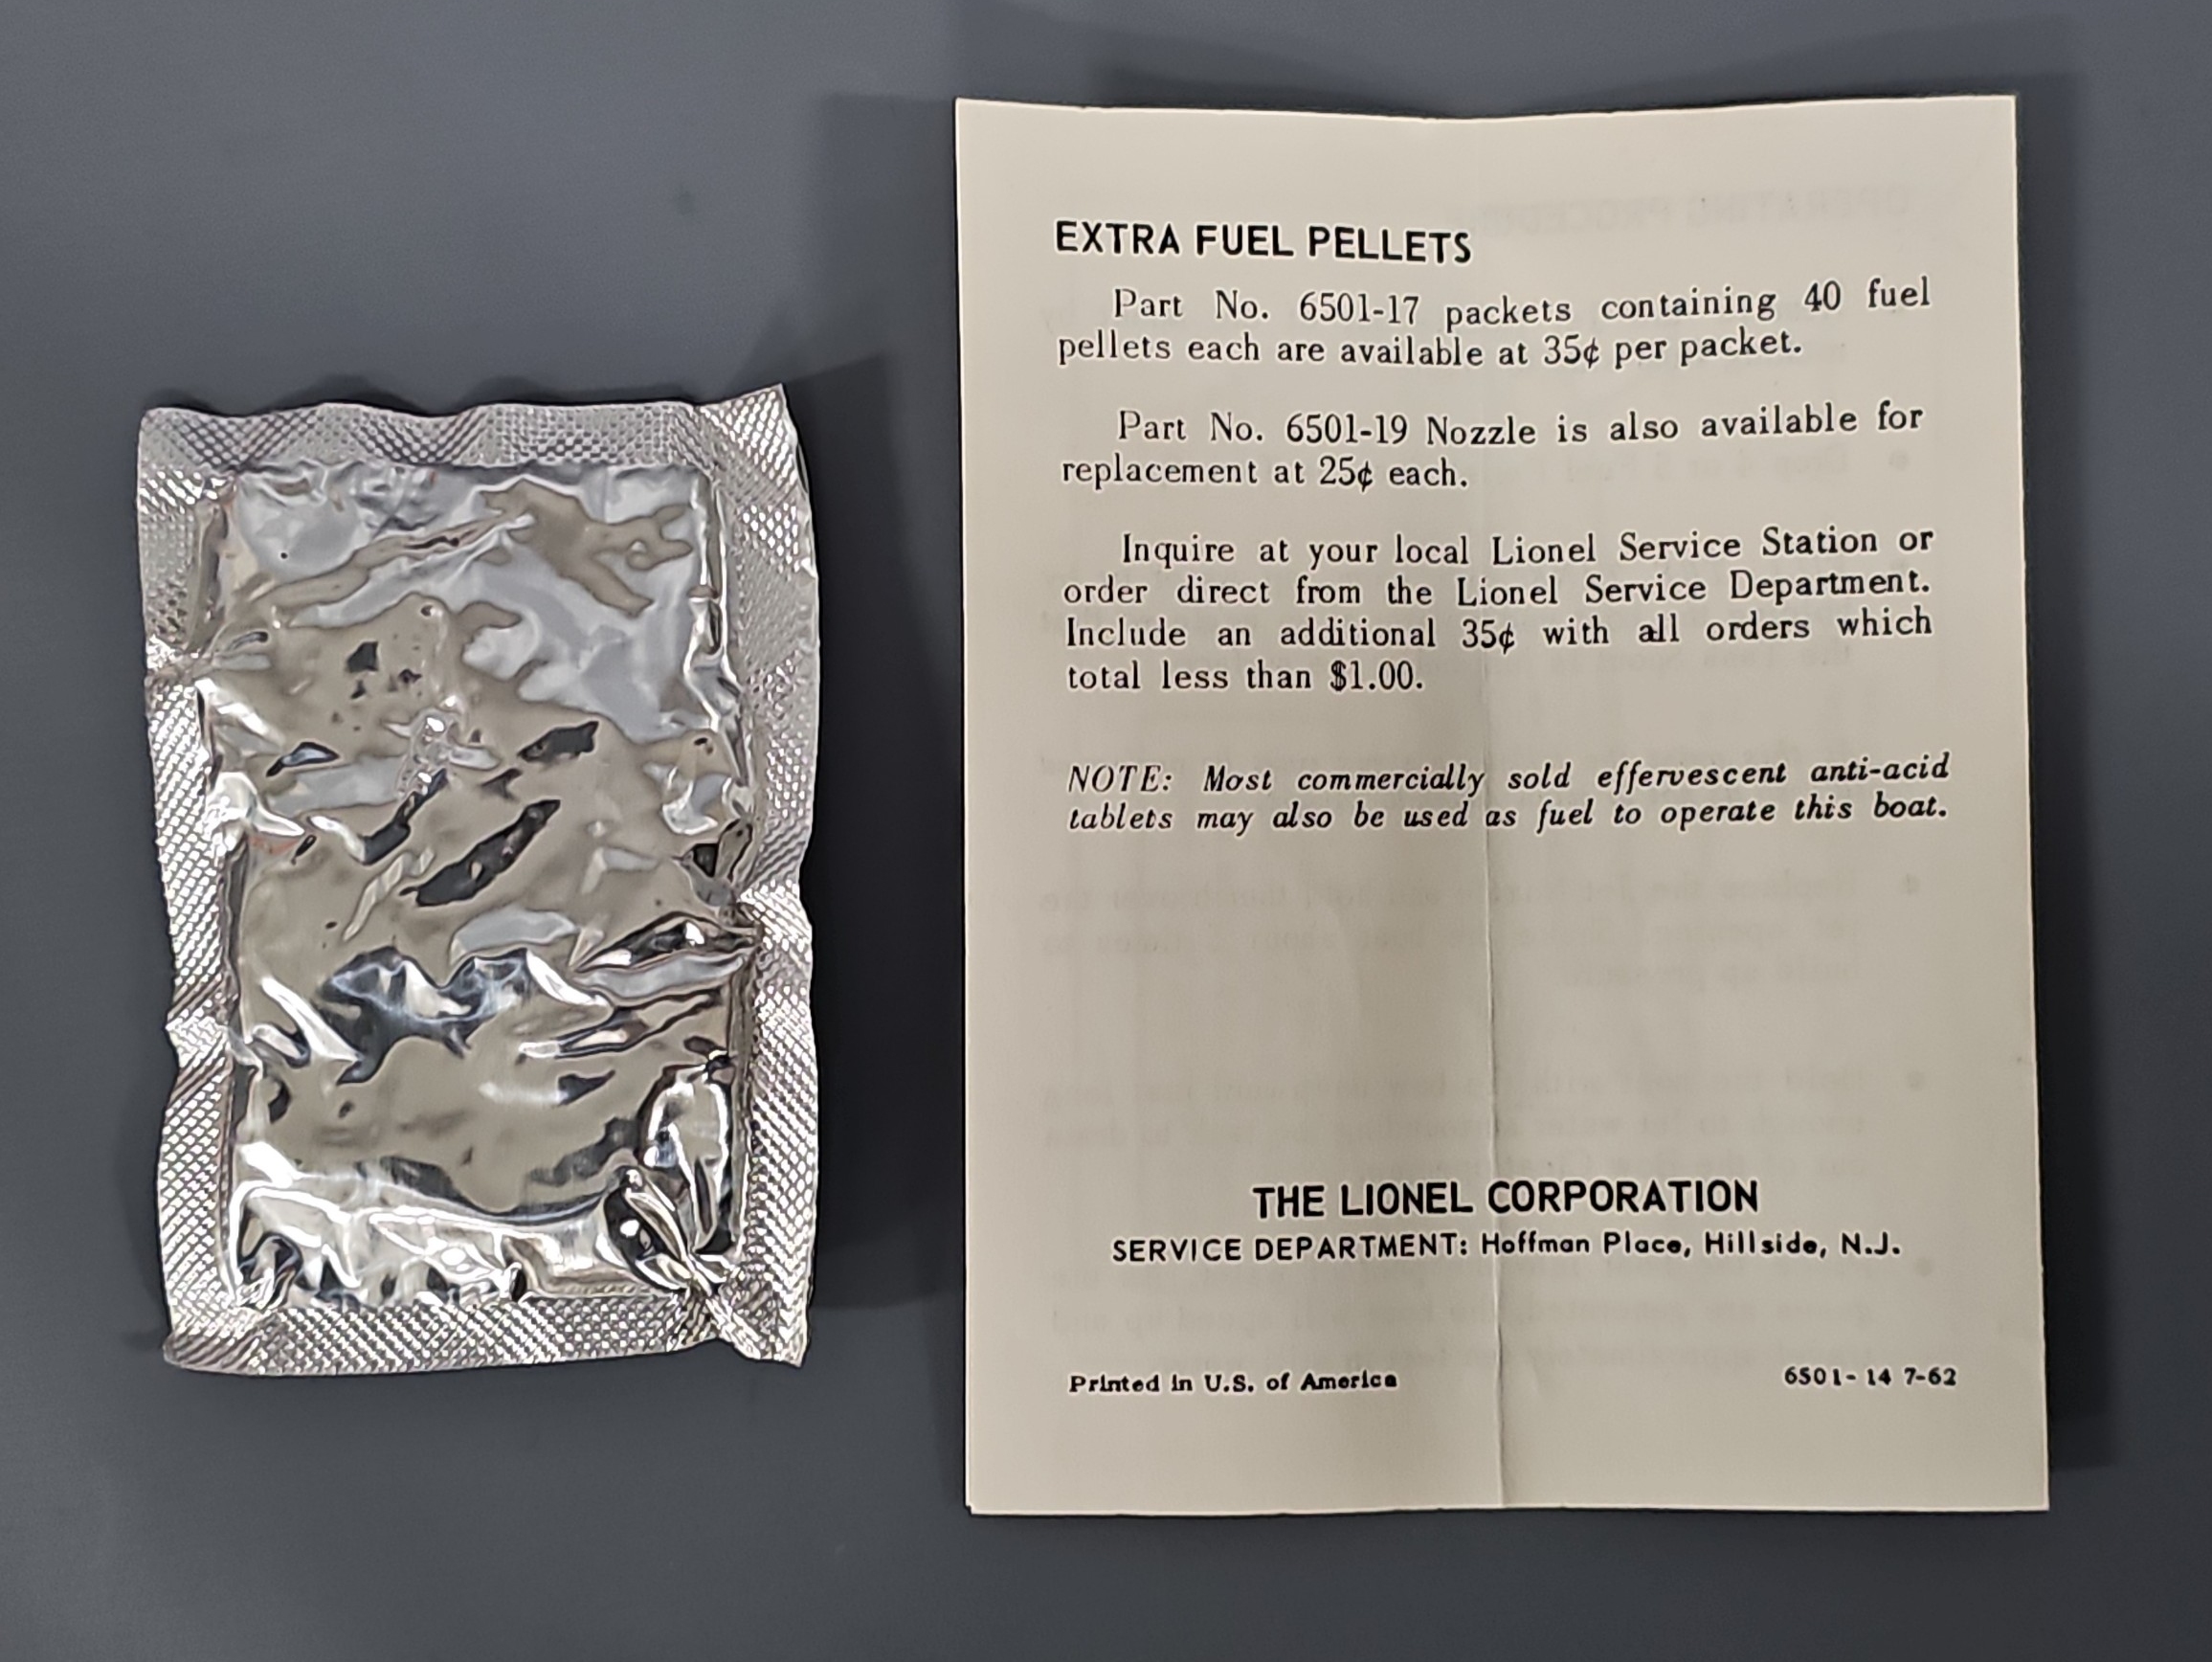 EXTRA FUEL PELLETS
Part No. 6501-17 packets containing 40 fuel
pellets each are available at 35¢ per packet.
Part No. 6501-19 Nozzle is also available for
replacement at 25¢ each.
Inquire at your local Lionel Service Station or
order direct from the Lionel Service Department.
Include an additional 35¢ with all orders which
total less than $1.00.
NOTE: Most commercially sold effervescent anti-acid
tablets may also be used as fuel to operate this boat.
THE LIONEL CORPORATION
SERVICE DEPARTMENT: Hoffman Place, Hillside, N.J.
Printed in U.S. of America
6501-14 7-62